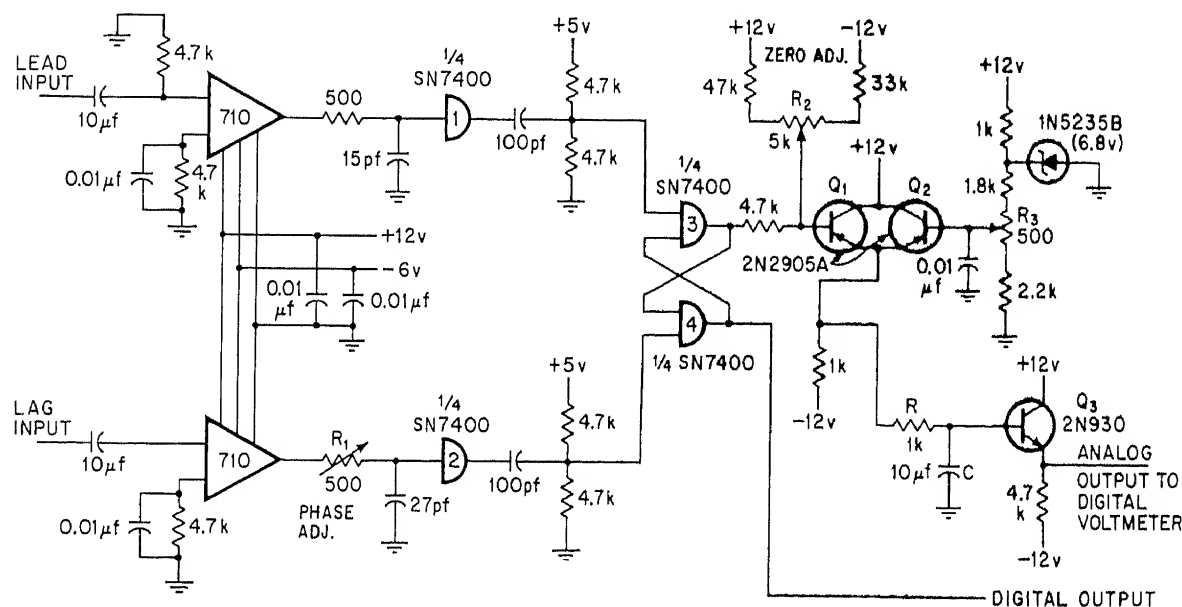 LEAD
INPUT
10μf
4.7k
710
0.01μf
4.7
k
500
15pf
1/4
SN7400
1
100pf
+5v
4.7k
4.7k
+12v
-12v
ZERO ADJ.
47k
R2
5k
33k
+12v
1k
1N5235B
(6.8v)
1.8k
R3
500
2.2k
1/4
SN7400
3
4.7k
+12v
Q1
Q2
2N2905A
0.01
μf
+12v
-6v
0.01
μf
0.01μf
4
1/4 SN7400
1k
-12v
LAG
INPUT
10μf
710
0.01μf
4.7k
R1
500
PHASE
ADJ.
27pf
1/4
SN7400
2
100pf
+5v
4.7k
4.7k
R
1k
10μf
C
+12v
Q3
2N930
4.7
k
-12v
ANALOG
OUTPUT TO
DIGITAL
VOLTMETER
DIGITAL OUTPUT